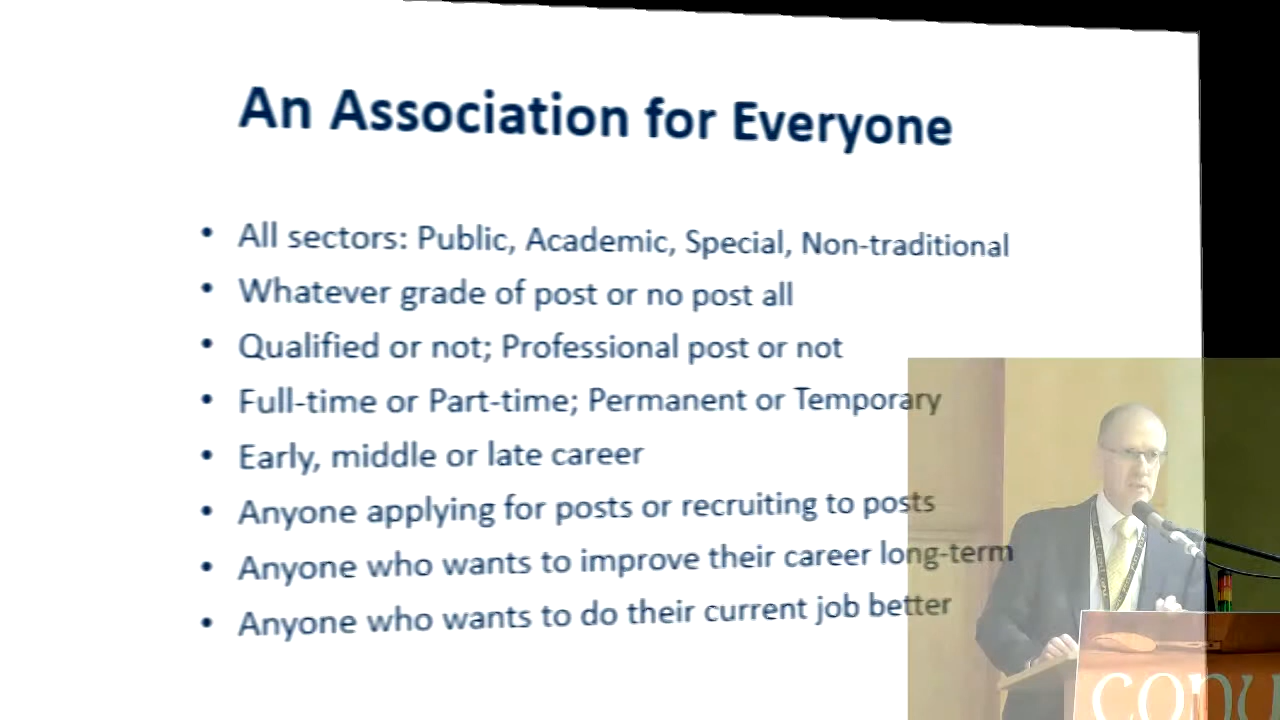 An Association for Everyone
• All sectors: Public, Academic, Special, Non-traditional
• Whatever grade of post or no post all
• Qualified or not; Professional post or not
• Full-time or Part-time; Permanent or Temporary
• Early, middle or late career
• Anyone applying for posts or recruiting to posts
• Anyone who wants to improve their career long-term
• Anyone who wants to do their current job better